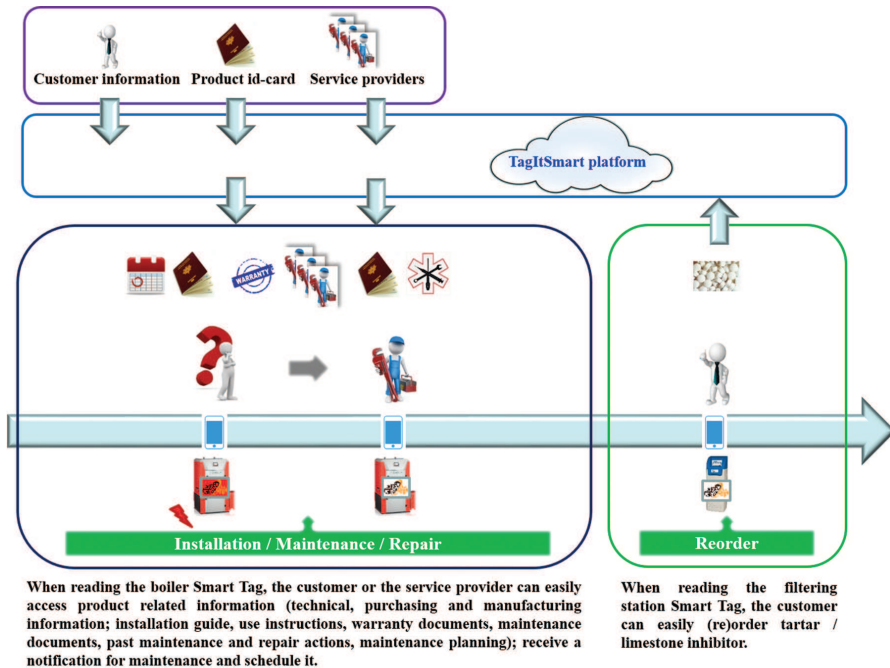 Customer information
Product id-card
Service providers
TagItSmart platform
WARRANTY
Installation / Maintenance / Repair
Reorder
When reading the boiler Smart Tag, the customer or the service provider can easily
access product related information (technical, purchasing and manufacturing
information; installation guide, use instructions, warranty documents, maintenance
documents, past maintenance and repair actions, maintenance planning); receive a
notification for maintenance and schedule it.
When reading the filtering
station Smart Tag, the customer
can easily (re)order tartar /
limestone inhibitor.